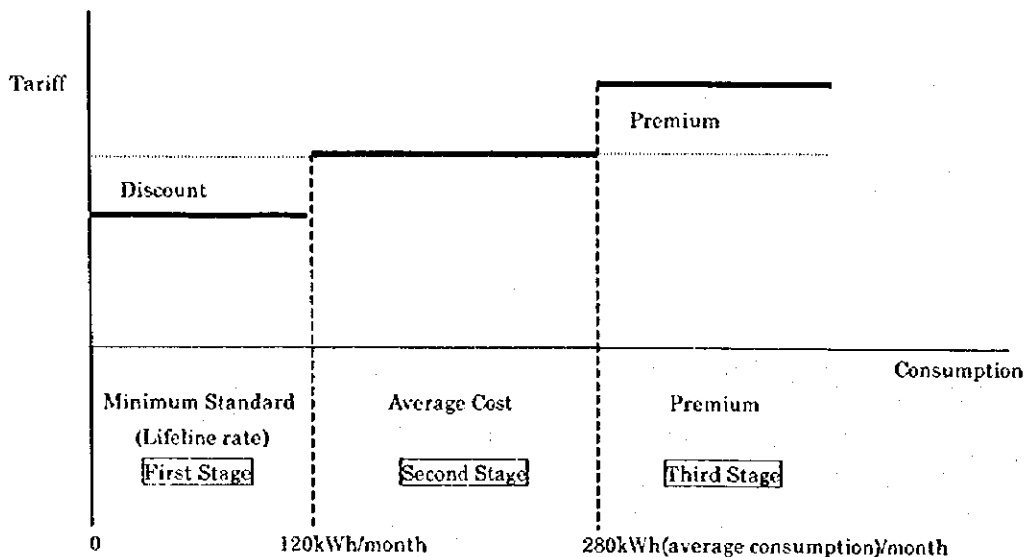 Tariff
Premium
Discount
Consumption
Minimum Standard Average Cost Premium
(Lifeline rate)
First Stage Second Stage Third Stage
0 120kWh/month 280kWh(average consumption)/month